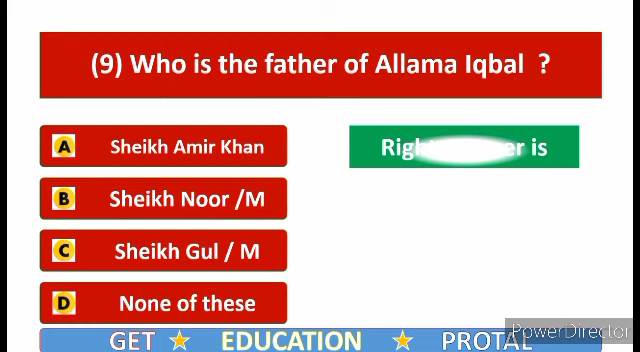 (9) Who is the father of Allama Iqbal ?
A Sheikh Amir Khan
Right is
B Sheikh Noor /M
C Sheikh Gul / M
D None of these
GET EDUCATION PROTAL
PowerDirector